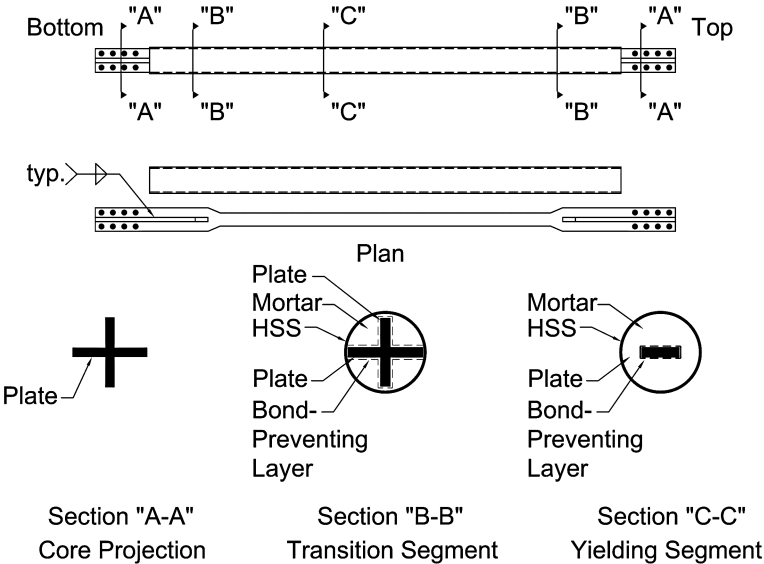 "A" "B" "C" "B" "A"
Bottom Top
"A" "B" "C" "B" "A"
typ.
Plan
Plate
Mortar
HSS
Plate
Bond-
Preventing
Layer
Mortar
HSS
Plate
Bond-
Preventing
Layer
Plate
Section "A-A"
Core Projection
Section "B-B"
Transition Segment
Section "C-C"
Yielding Segment